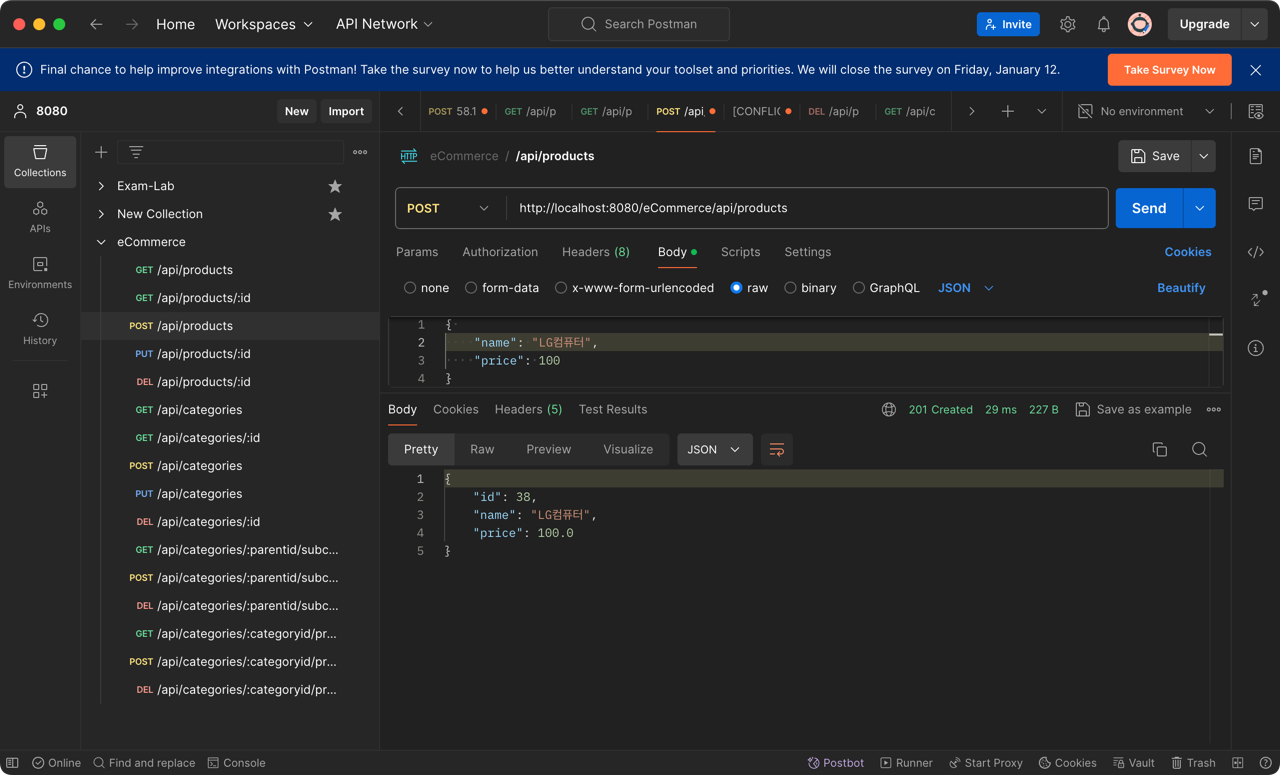 Home Workspaces API Network Search Postman Invite Upgrade
Final chance to help improve integrations with Postman! Take the survey now to help us better understand your toolset and priorities. We will close the survey on Friday, January 12. Take Survey Now
8080 New Import
POST 58.1 GET /api/p GET /api/p POST /api, [CONFLIC DEL /api/p GET /api/c No environment
Collections
APIs
Environments
History
Exam-Lab
New Collection
eCommerce
GET /api/products
GET /api/products/:id
POST /api/products
PUT /api/products/:id
DEL /api/products/:id
GET /api/categories
GET /api/categories/:id
POST /api/categories
PUT /api/categories
DEL /api/categories/:id
GET /api/categories/:parentid/subc...
POST /api/categories/:parentid/subc...
DEL /api/categories/:parentid/subc...
GET /api/categories/:categoryid/pr...
POST /api/categories/:categoryid/pr...
DEL /api/categories/:categoryid/pr...
HTTP eCommerce / /api/products Save
POST http://localhost:8080/eCommerce/api/products Send
Params Authorization Headers (8) Body Scripts Settings Cookies
none form-data x-www-form-urlencoded raw binary GraphQL JSON Beautify
1 {
2 "name": "LG컴퓨터",
3 "price": 100
4 }
Body Cookies Headers (5) Test Results 201 Created 29 ms 227 B Save as example
Pretty Raw Preview Visualize JSON
1 {
2 "id": 38,
3 "name": "LG컴퓨터",
4 "price": 100.0
5 }
Online Find and replace Console Postbot Runner Start Proxy Cookies Vault Trash